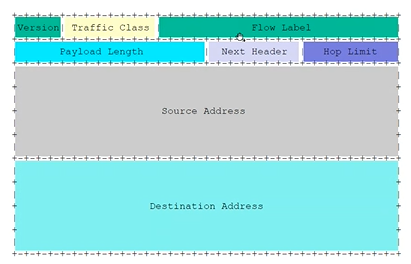 Version Traffic Class Flow Label
Payload Length Next Header Hop Limit
Source Address
Destination Address